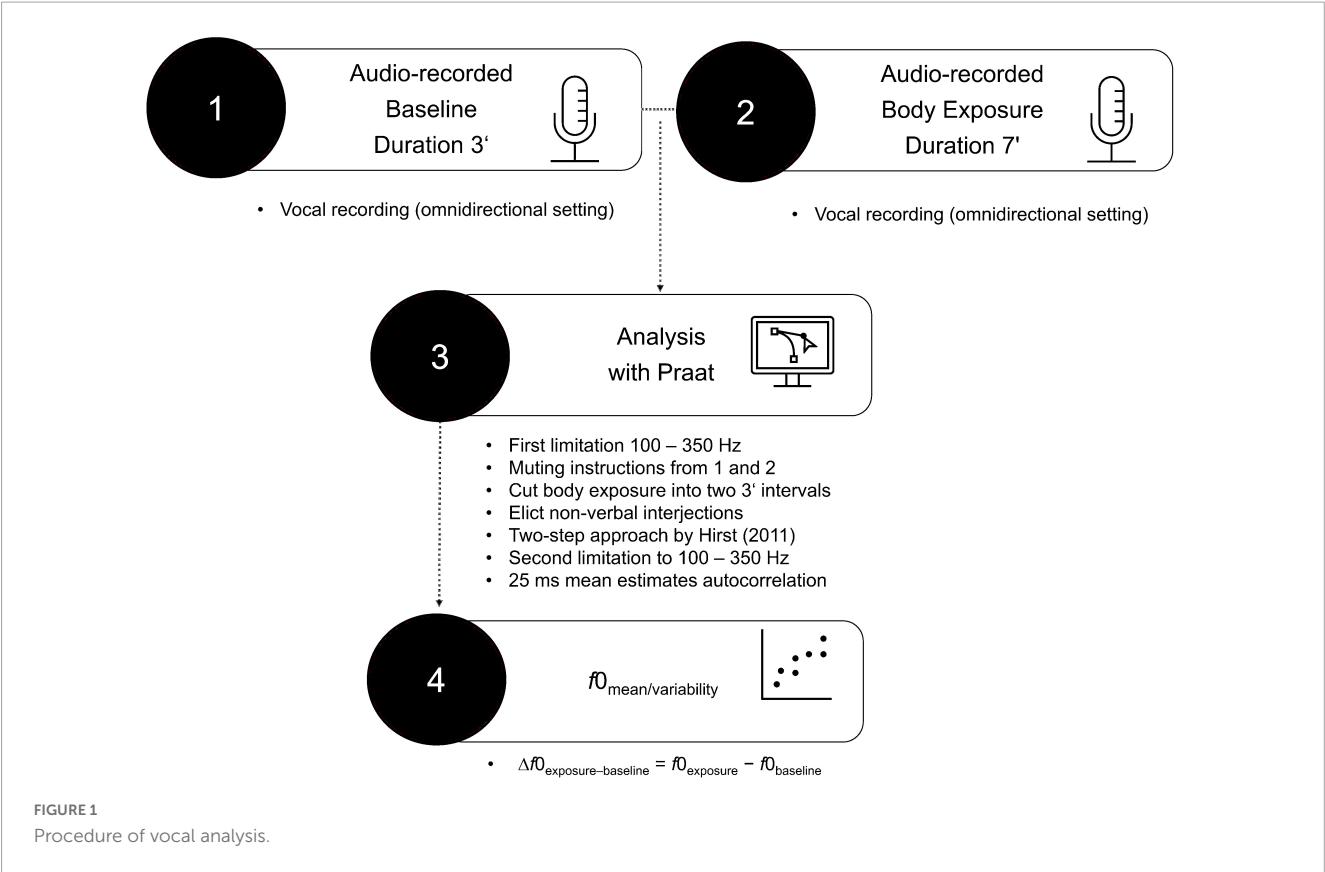 1
Audio-recorded
Baseline
Duration 3‘
• Vocal recording (omnidirectional setting)
2
Audio-recorded
Body Exposure
Duration 7'
• Vocal recording (omnidirectional setting)
3
Analysis
with Praat
• First limitation 100 – 350 Hz
• Muting instructions from 1 and 2
• Cut body exposure into two 3‘ intervals
• Elict non-verbal interjections
• Two-step approach by Hirst (2011)
• Second limitation to 100 – 350 Hz
• 25 ms mean estimates autocorrelation
4
f0mean/variability
• Δf0exposure–baseline = f0exposure − f0baseline
FIGURE 1
Procedure of vocal analysis.